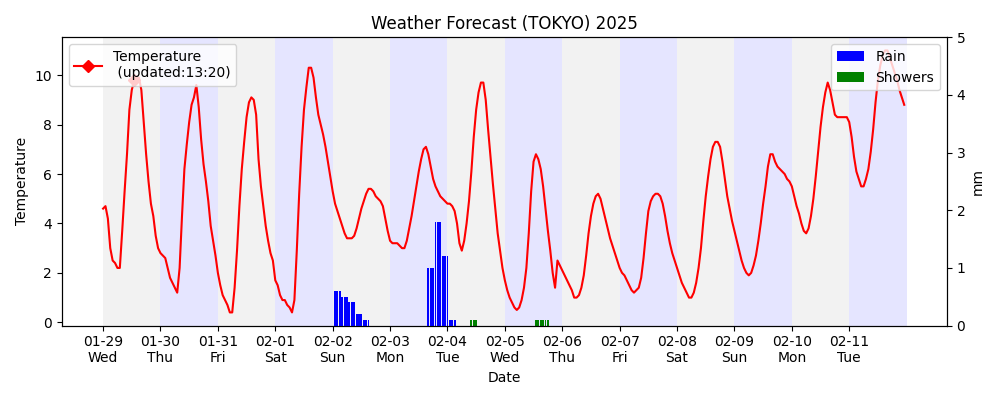 Weather Forecast (TOKYO) 2025
Temperature
(updated:13:20)
Rain
Showers
Temperature
10
8
6
4
2
0
5
4
3
2
1
0
mm
01-29 01-30 01-31 02-01 02-02 02-03 02-04 02-05 02-06 02-07 02-08 02-09 02-10 02-11
Wed Thu Fri Sat Sun Mon Tue Wed Thu Fri Sat Sun Mon Tue
Date